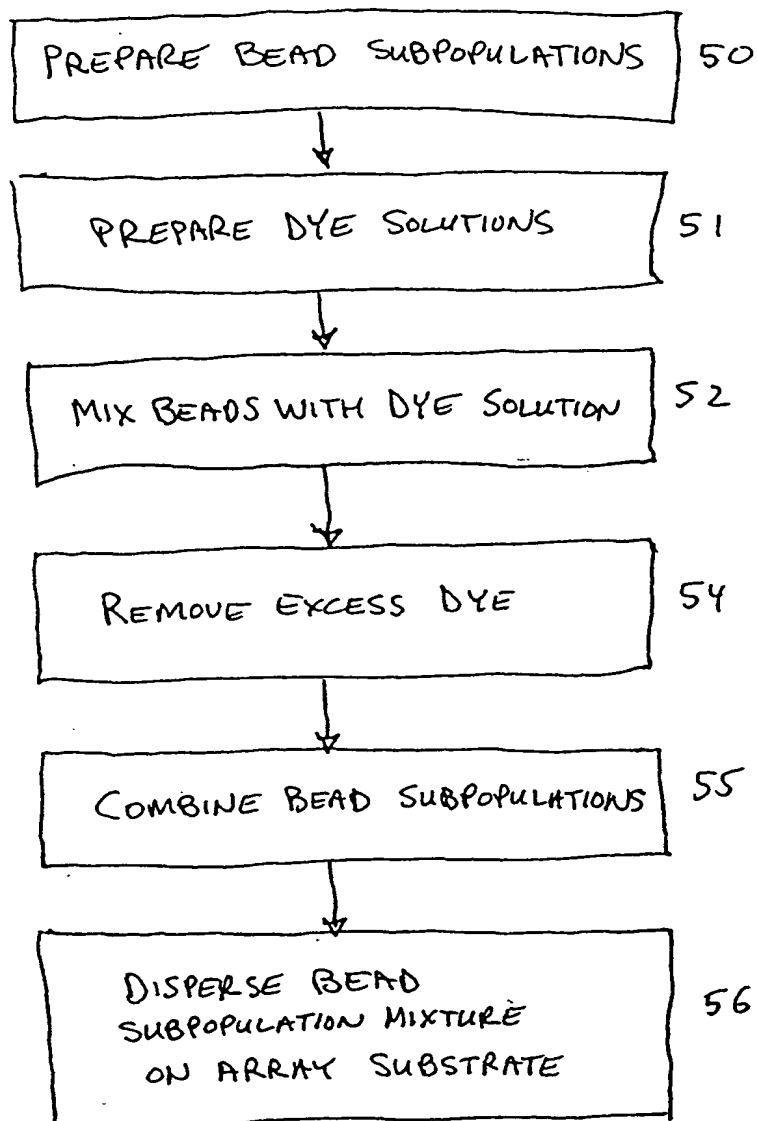 PREPARE BEAD SUBPOPULATIONS 50
PREPARE DYE SOLUTIONS 51
MIX BEADS WITH DYE SOLUTION 52
REMOVE EXCESS DYE 54
COMBINE BEAD SUBPOPULATIONS 55
DISPERSE BEAD
SUBPOPULATION MIXTURE 56
ON ARRAY SUBSTRATE